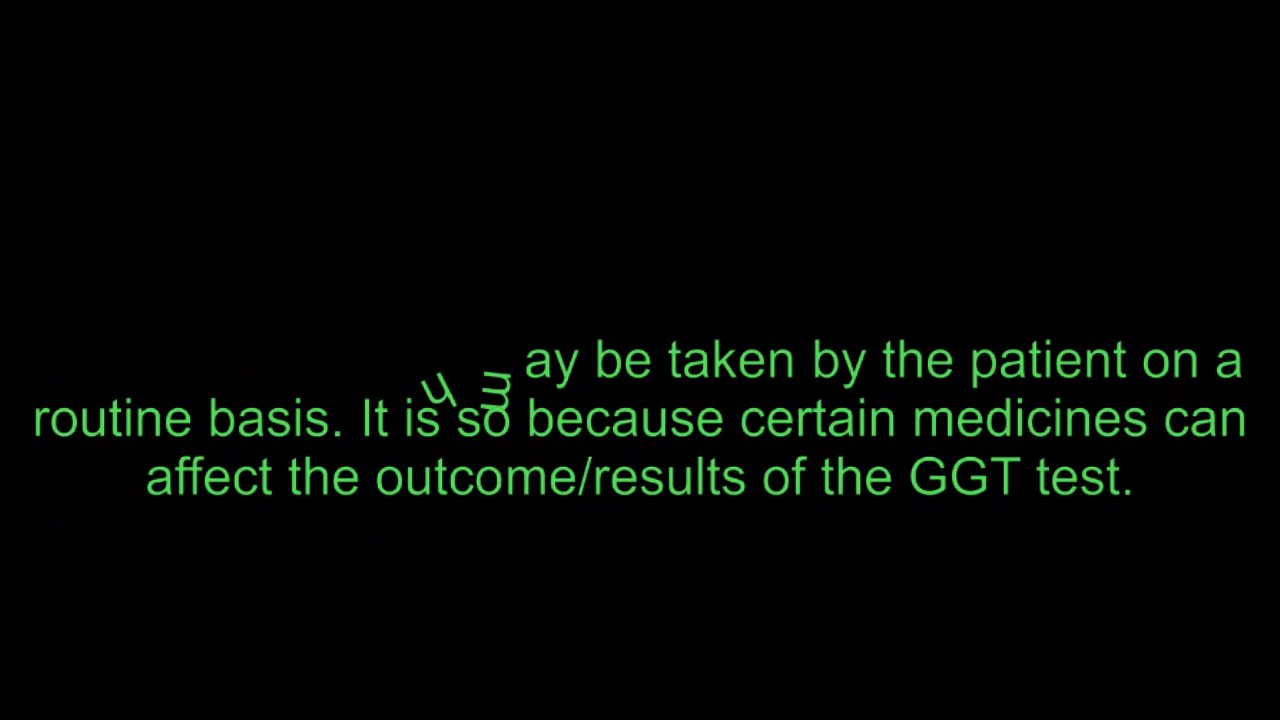 may be taken by the patient on a
routine basis. It is so because certain medicines can
affect the outcome/results of the GGT test.